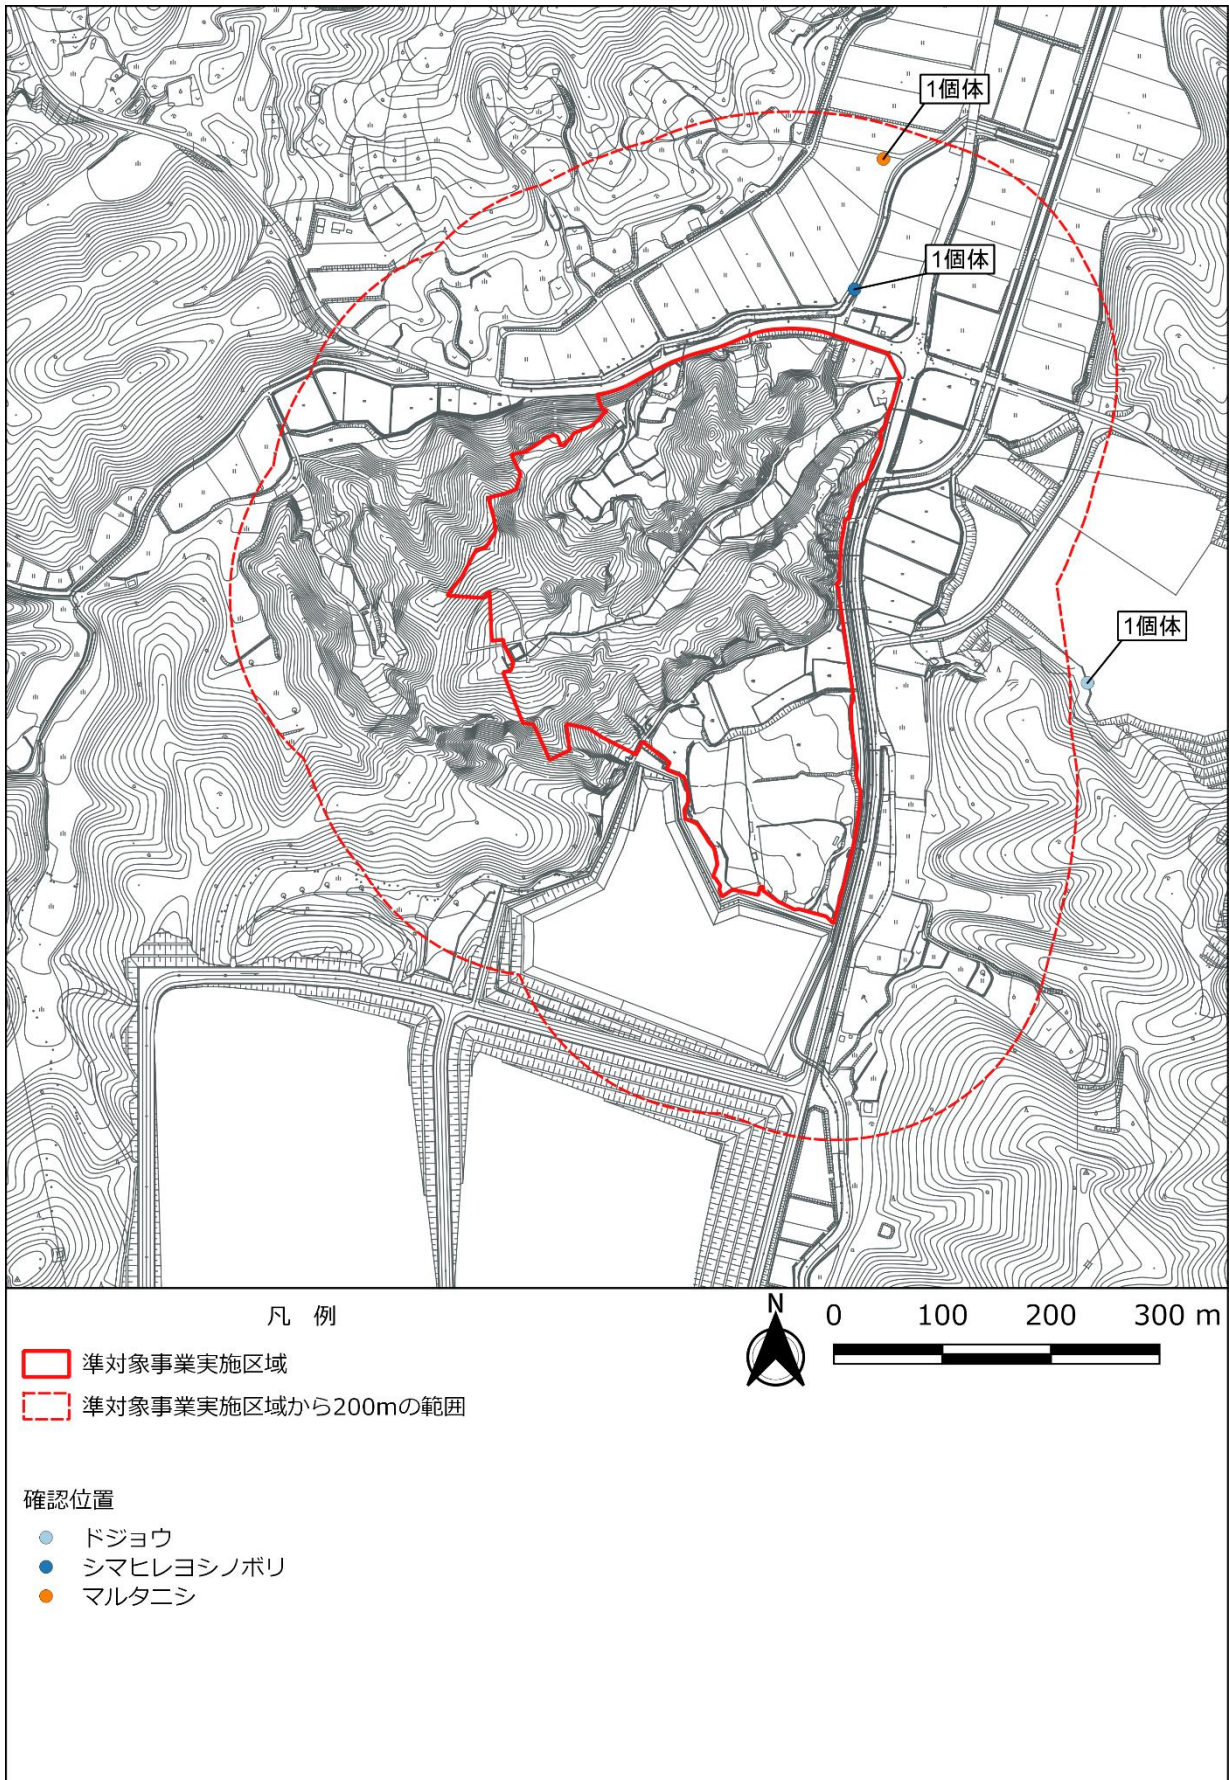 1個体
1個体
1個体
凡 例
準対象事業実施区域
準対象事業実施区域から200mの範囲
N
0 100 200 300 m
確認位置
ドジョウ
シマヒレヨシノボリ
マルタニシ